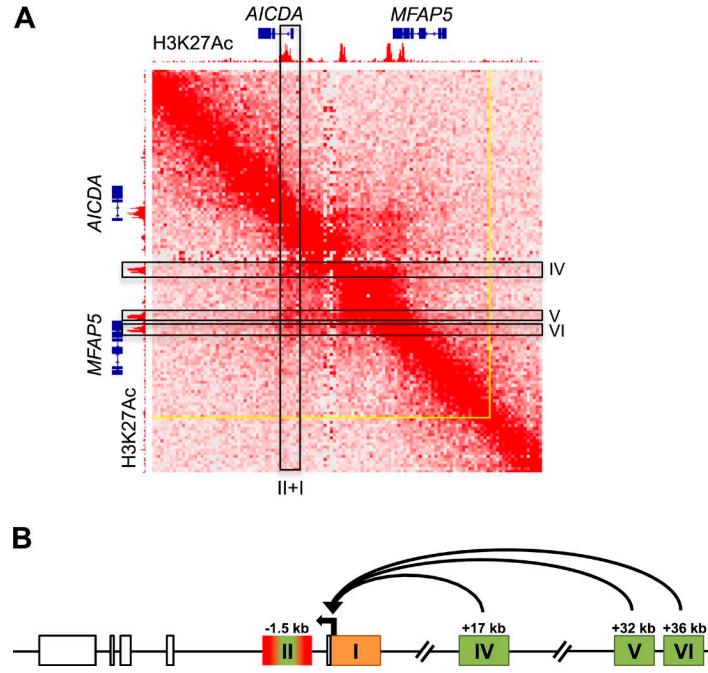 A
AICDA MFAP5
H3K27Ac
AICDA
IV
V
VI
MFAP5
H3K27Ac
II+I
B
-1.5 kb +17 kb +32 kb +36 kb
II I IV V VI